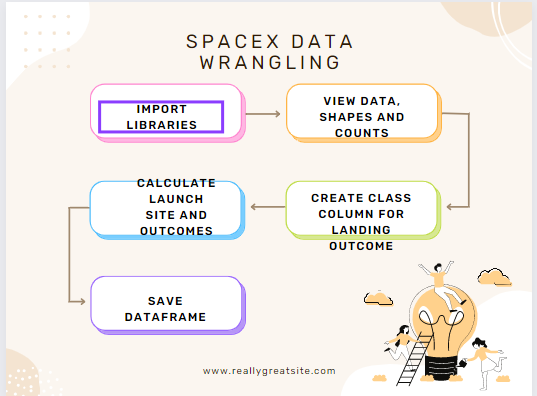 SPACEX DATA
WRANGLING
IMPORT
LIBRARIES
VIEW DATA,
SHAPES AND
COUNTS
CREATE CLASS
COLUMN FOR
LANDING
OUTCOME
CALCULATE
LAUNCH
SITE AND
OUTCOMES
SAVE
DATAFRAME
www.reallygreatsite.com